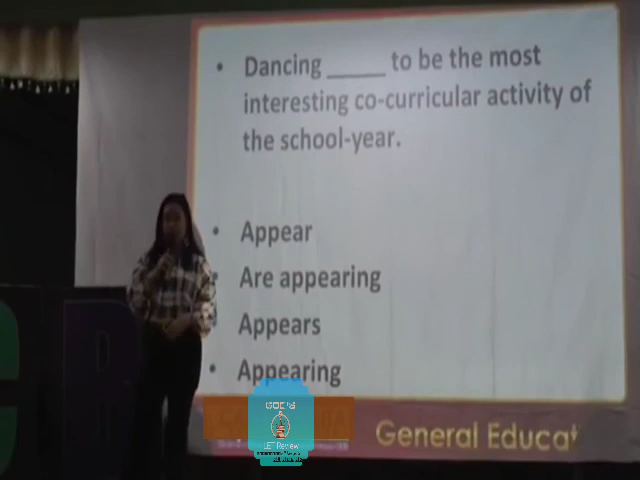 • Dancing _____ to be the most
interesting co-curricular activity of
the school-year.
• Appear
• Are appearing
Appears
• Appearing
LET Review
General Educat